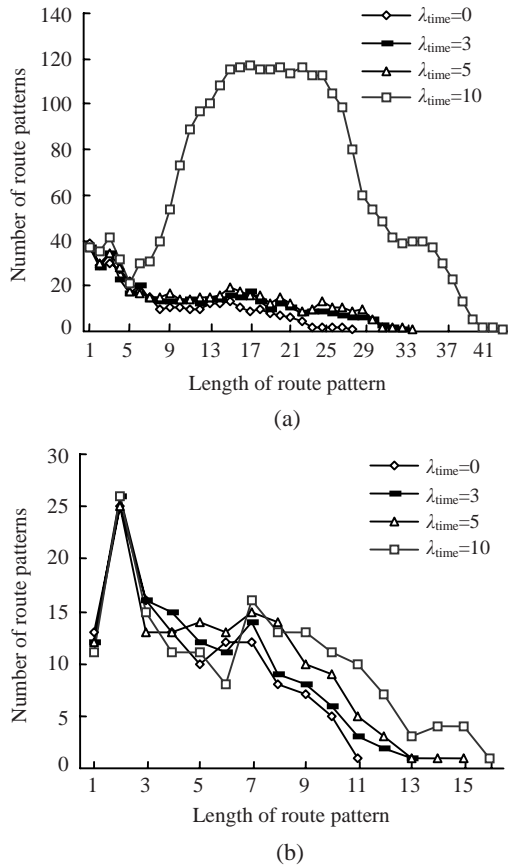 140
120
100
80
60
40
20
0
Number of route patterns
λtime=0
λtime=3
λtime=5
λtime=10
1 5 9 13 15 17 21 23 29 33 37 41
Length of route pattern
(a)
30
25
20
15
10
5
0
Number of route patterns
λtime=0
λtime=3
λtime=5
λtime=10
1 3 5 7 9 11 13 15
Length of route pattern
(b)